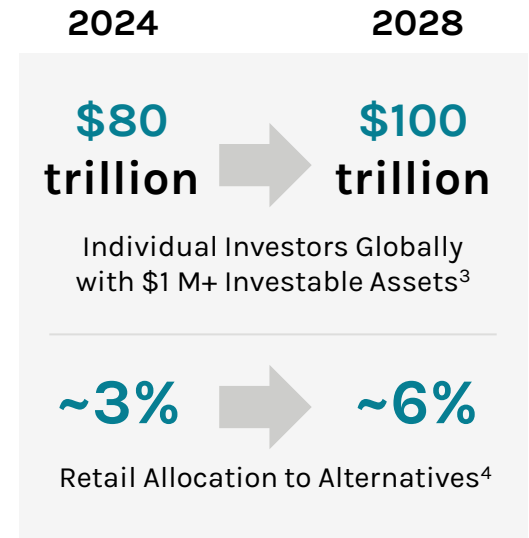 2024 2028
$80 $100
trillion trillion
Individual Investors Globally
with $1 M+ Investable Assets³
~3% ~6%
Retail Allocation to Alternatives⁴